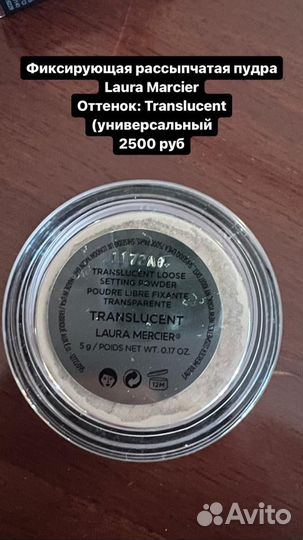 Фиксирующая рассыпчатая пудра
Laura Marcier
Оттенок: Translucent
(универсальный
2500 руб
TRANSLUCENT LOOSE
SETTING POWDER
POUDRE LIBRE FIXANTE
TRANSPARENTE
TRANSLUCENT
LAURA MERCIER®
5 g / POIDS NET WT. 0.17 OZ.
12M
Avito